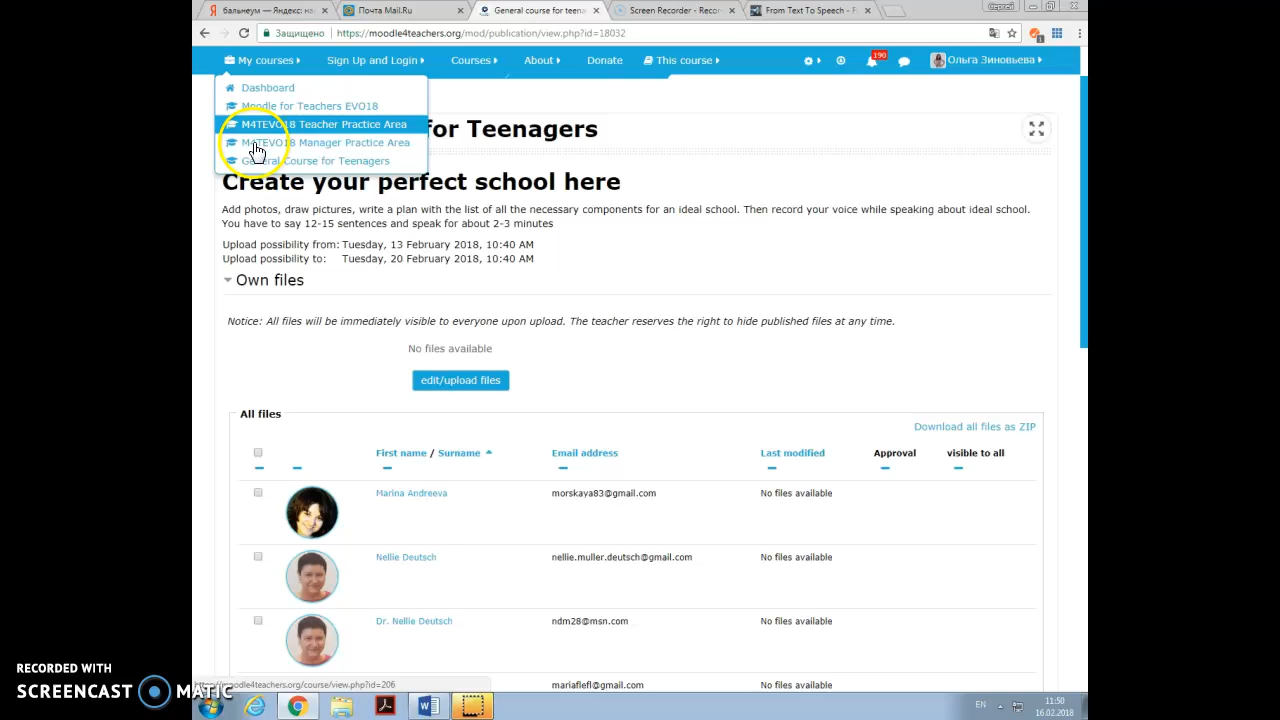 бальнеум — Яндекс: на
Почта Mail.Ru
General course for teena
Screen Recorder - Recor
From Text To Speech - F
Сергей
Защищено
https://moodle4teachers.org/mod/publication/view.php?id=18032
My courses
Sign Up and Login
Courses
About
Donate
This course
190
Ольга Зиновьева
Dashboard
Moodle for Teachers EVO18
M4TEVO18 Teacher Practice Area
M4TEVO18 Manager Practice Area
General Course for Teenagers
for Teenagers
Create your perfect school here
Add photos, draw pictures, write a plan with the list of all the necessary components for an ideal school. Then record your voice while speaking about ideal school.
You have to say 12-15 sentences and speak for about 2-3 minutes
Upload possibility from: Tuesday, 13 February 2018, 10:40 AM
Upload possibility to: Tuesday, 20 February 2018, 10:40 AM
Own files
Notice: All files will be immediately visible to everyone upon upload. The teacher reserves the right to hide published files at any time.
No files available
edit/upload files
All files
Download all files as ZIP
First name / Surname Email address Last modified Approval visible to all
Marina Andreeva morskaya83@gmail.com No files available
Nellie Deutsch nellie.muller.deutsch@gmail.com No files available
Dr. Nellie Deutsch ndm28@msn.com No files available
mariaflefl@gmail.com No files available
https://moodle4teachers.org/course/view.php?id=206
RECORDED WITH
SCREENCAST MATIC
EN
11:50
16.02.2018